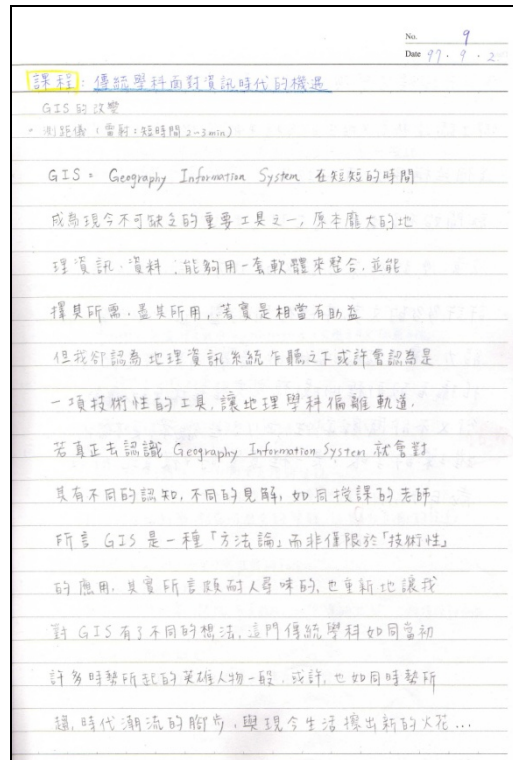 No. 9
Date 97.9.2
課程:傳統學科面對資訊時代的機遇
GIS的改變
。測距儀(雷射:短時間2-3min)
GIS = Geography Information System 在短短的時間
成為現今不可缺乏的重要工具之一,原本龐大的地
理資訊、資料;能夠用一套軟體來整合,並能
擇其所需,盡其所用,著實是相當有助益
但我卻認為地理資訊系統乍聽之下或許會認為是
一項技術性的工具,讓地理學科偏離軌道,
若真正去認識 Geography Information System 就會對
其有不同的認知,不同的見解,如同授課的老師
所言 GIS 是一種「方法論」而非僅限於「技術性」
的應用,其實所言頗耐人尋味的,也重新地讓我
對 GIS 有了不同的想法,這門傳統學科如同當初
許多時勢所起的英雄人物一般,或許,也如同時勢所
趨,時代潮流的腳步,與現今生活擦出新的火花...